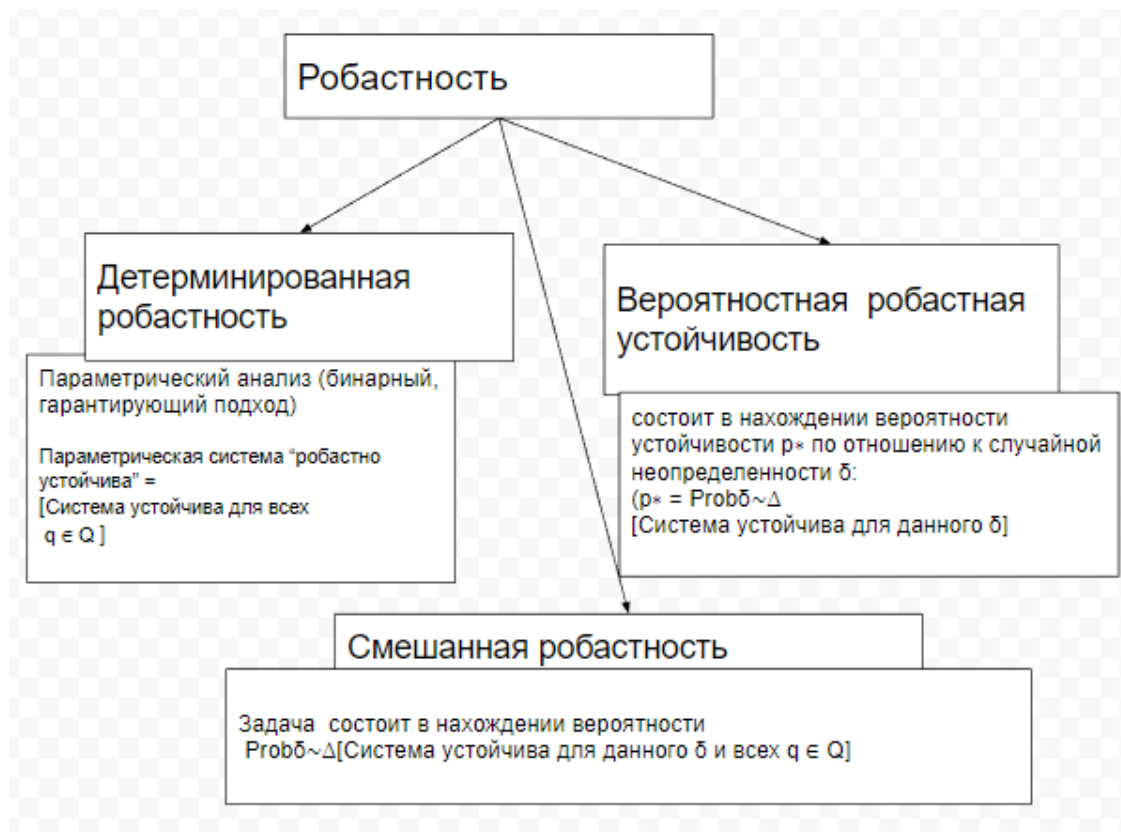 Робастность
Детерминированная
робастность
Параметрический анализ (бинарный,
гарантирующий подход)
Параметрическая система “робастно
устойчива” =
[Система устойчива для всех
q ∈ Q ]
Вероятностная робастная
устойчивость
состоит в нахождении вероятности
устойчивости p∗ по отношению к случайной
неопределенности δ:
(p∗ = Probδ~Δ
[Система устойчива для данного δ]
Смешанная робастность
Задача состоит в нахождении вероятности
Probδ~Δ[Система устойчива для данного δ и всех q ∈ Q]